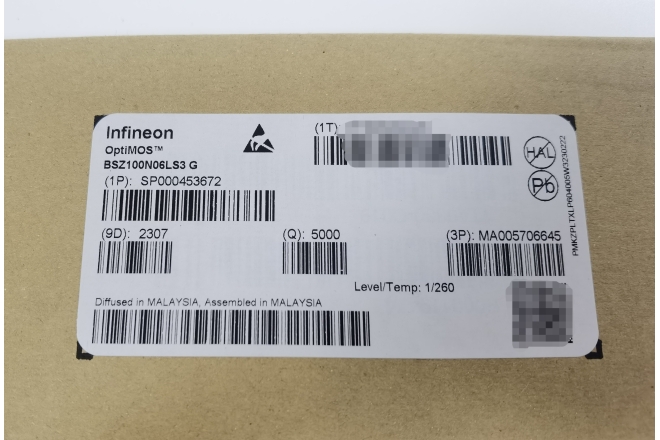 Infineon
OptiMOS™
BSZ100N06LS3 G
(1P): SP000453672
(1T)
HAL
Pb
(9D): 2307
(Q): 5000
(3P): MA005706645
Level/Temp: 1/260
Diffused in MALAYSIA, Assembled in MALAYSIA
PMKZPLTXLP604005W3230222